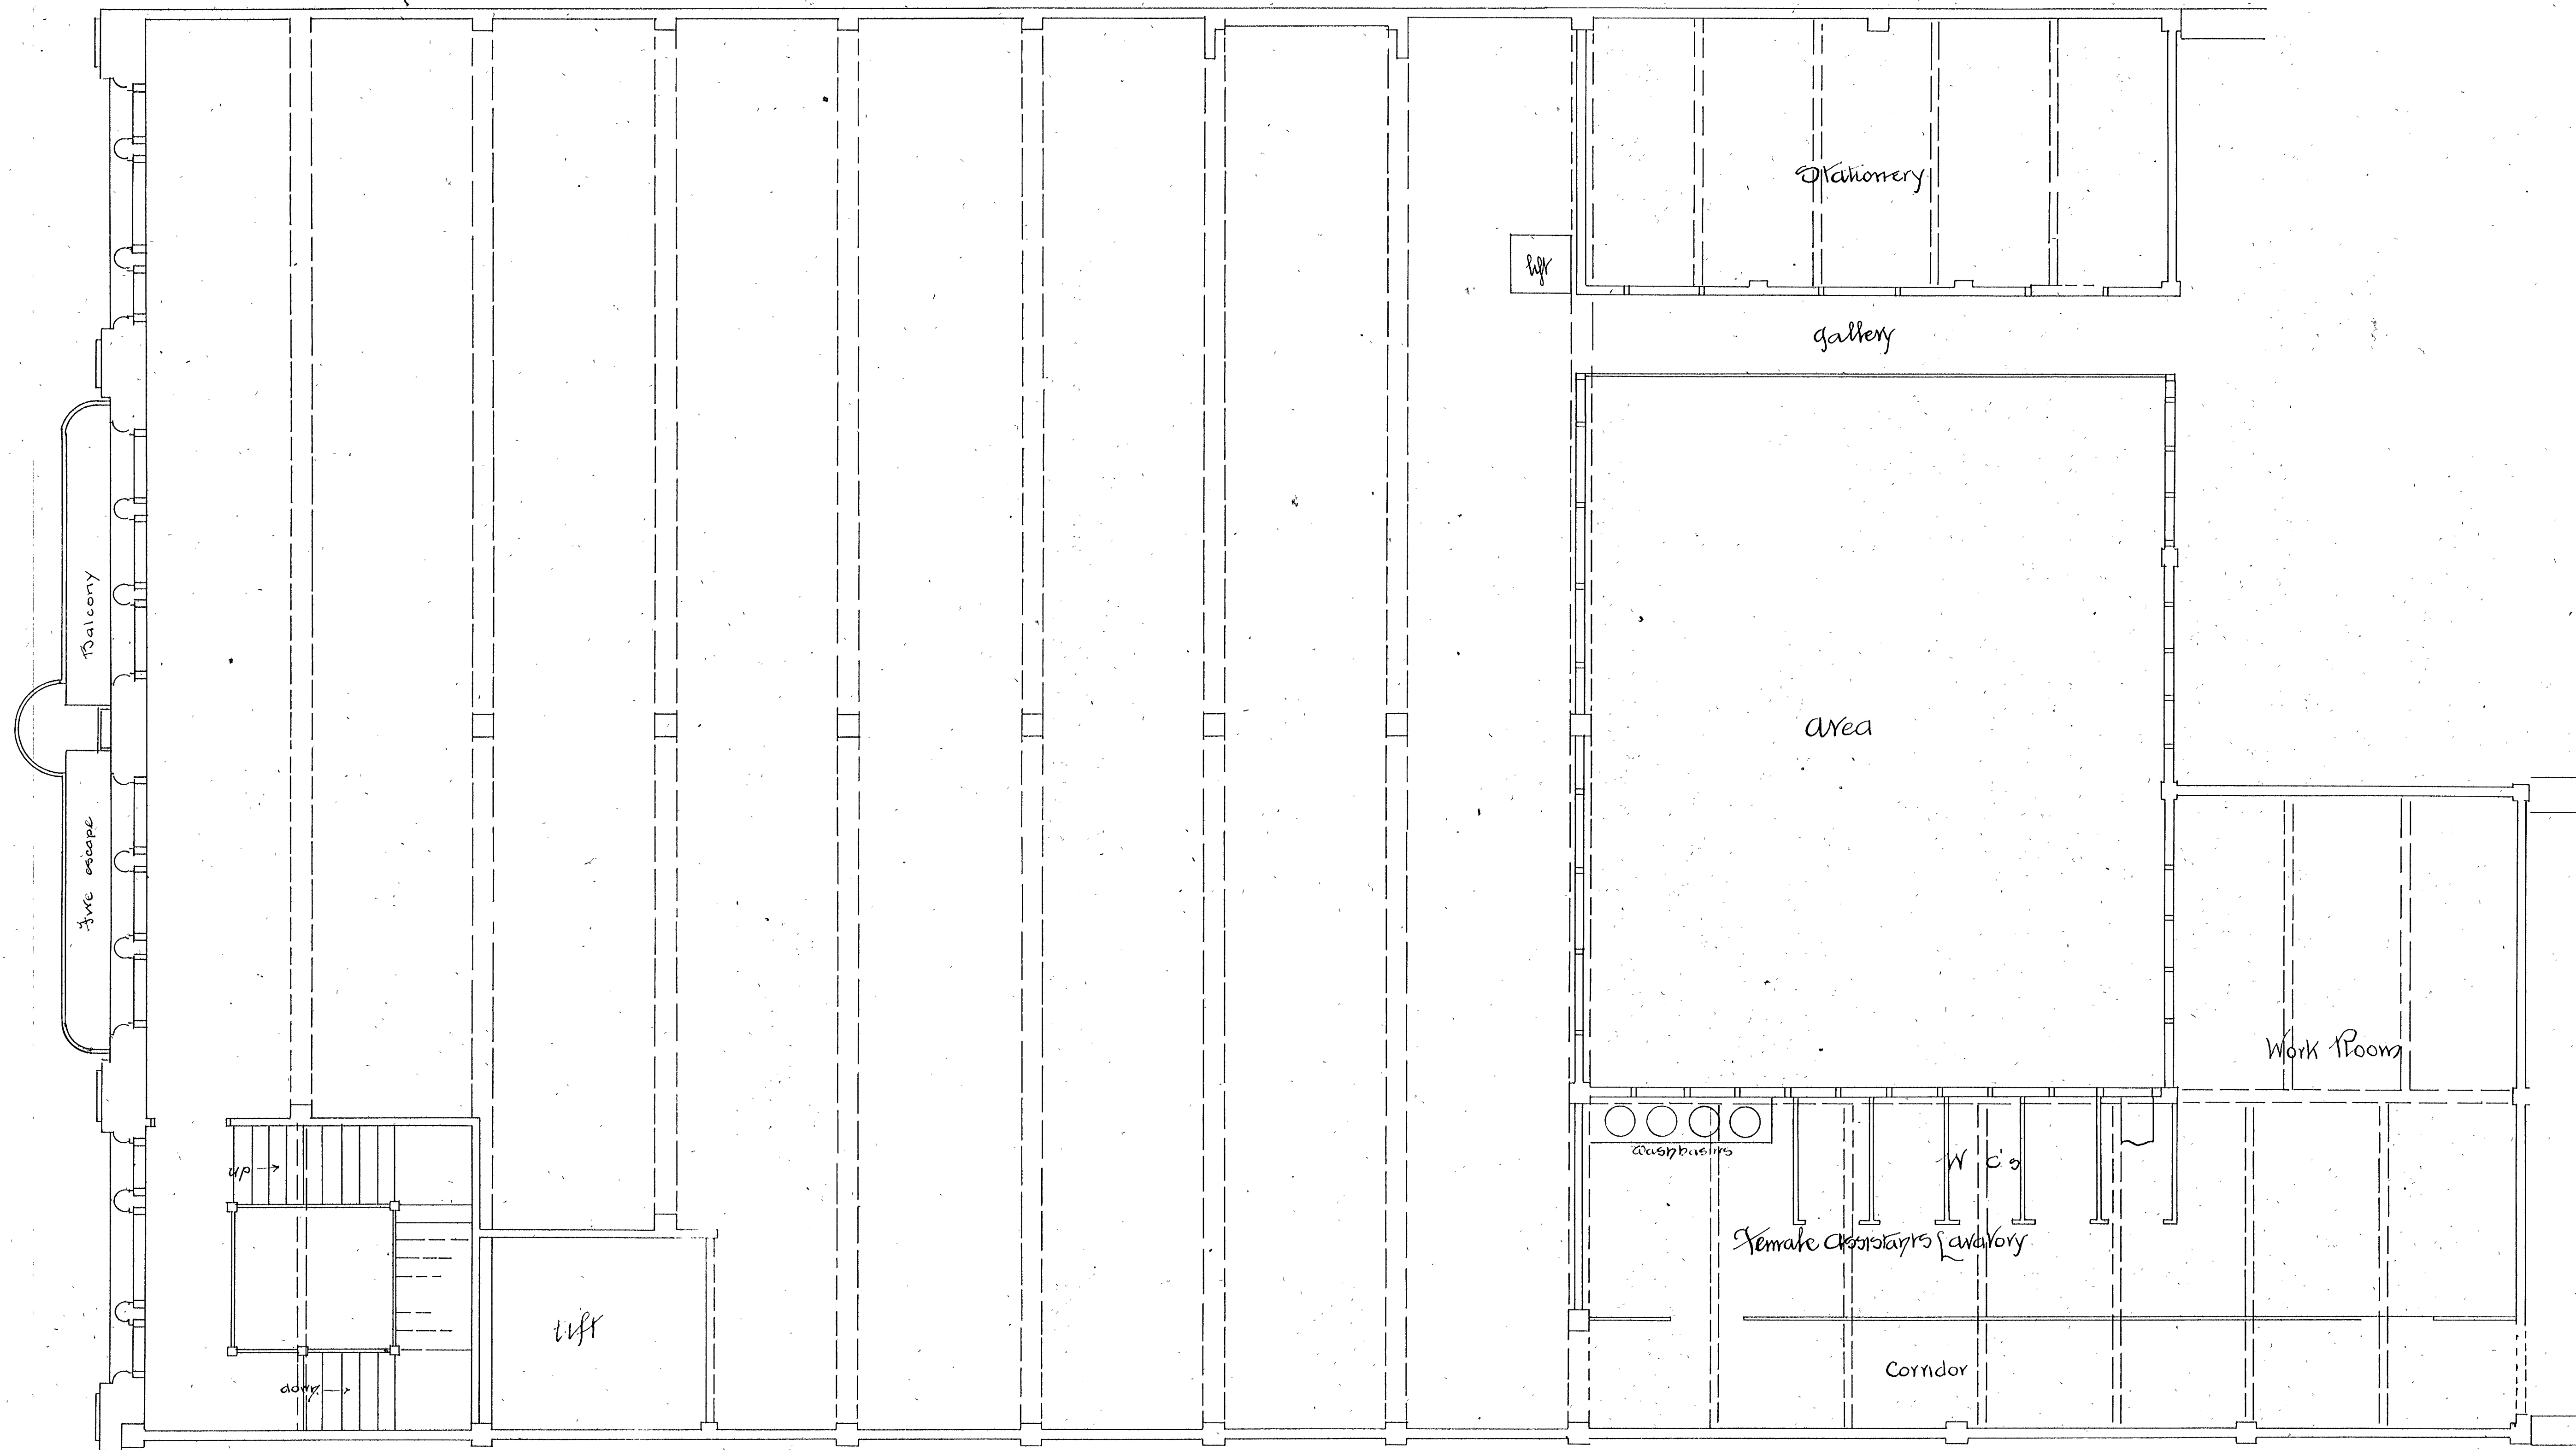 Stationery
lift
gallery
Balcony
area
Fire escape
Work Room
Washbasins
up
W C's
Female Assistants Lavatory
Lift
Corridor
down